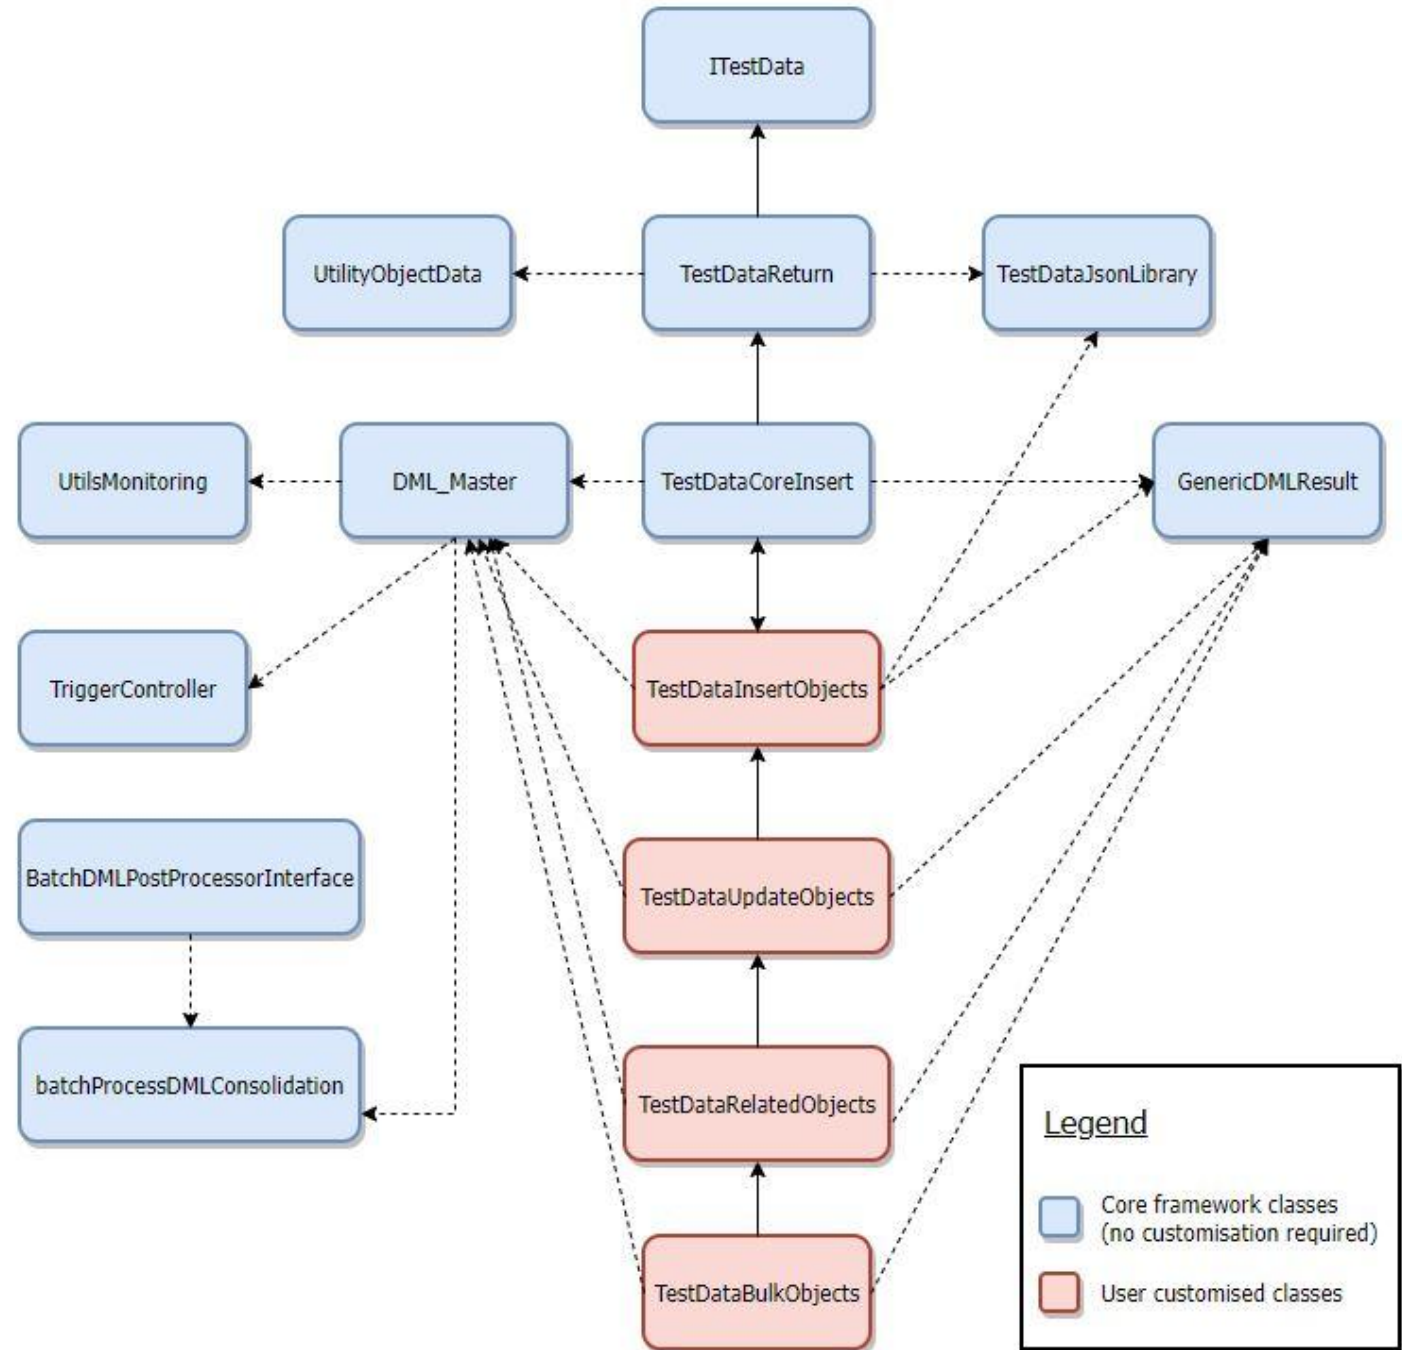 ITestData
UtilityObjectData
TestDataReturn
TestDataJsonLibrary
UtilsMonitoring
DML_Master
TestDataCoreInsert
GenericDMLResult
TriggerController
TestDataInsertObjects
BatchDMLPostProcessorInterface
TestDataUpdateObjects
batchProcessDMLConsolidation
TestDataRelatedObjects
TestDataBulkObjects
Legend
Core framework classes
(no customisation required)
User customised classes